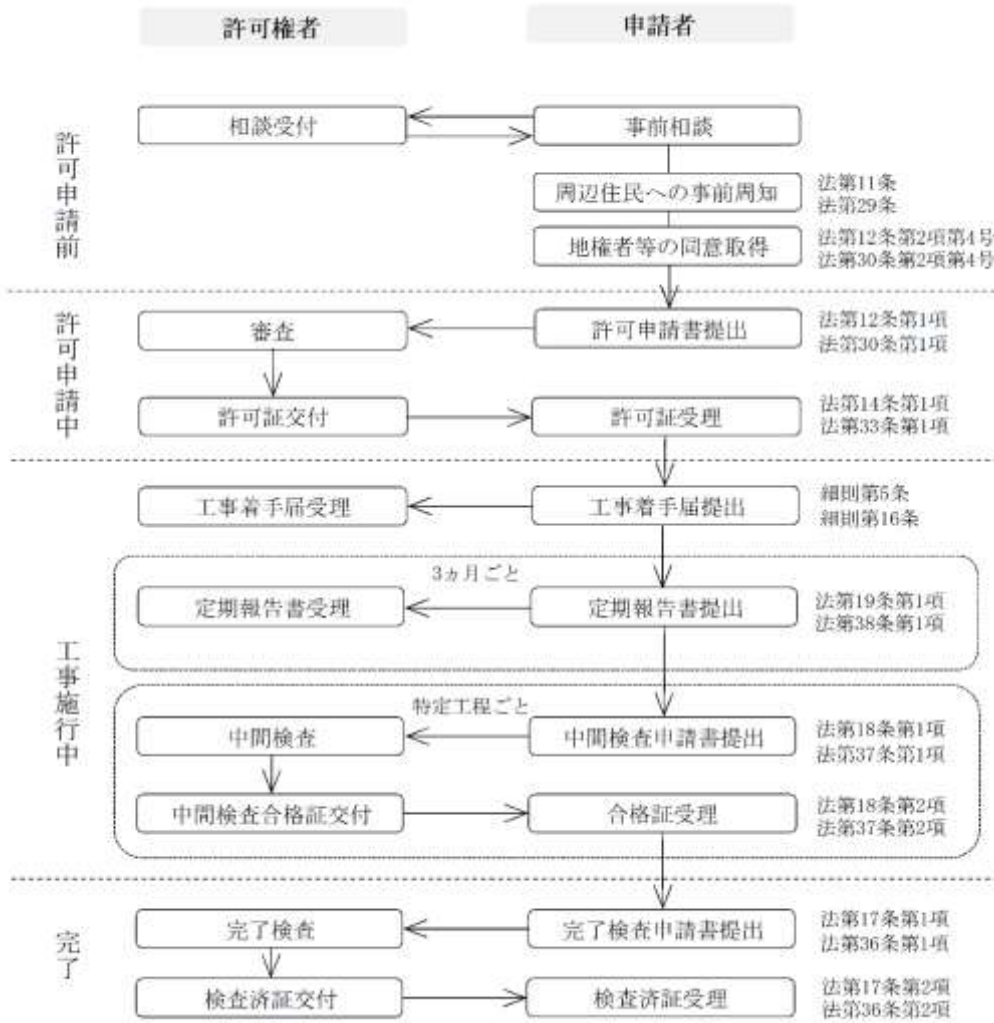 許可権者
申請者
許可申請前
相談受付
事前相談
周辺住民への事前周知
法第11条
法第29条
地権者等の同意取得
法第12条第2項第4号
法第30条第2項第4号
許可申請中
審査
許可申請書提出
法第12条第1項
法第30条第1項
許可証交付
許可証受理
法第14条第1項
法第33条第1項
工事施行中
工事着手届受理
工事着手届提出
細則第5条
細則第16条
3ヵ月ごと
定期報告書受理
定期報告書提出
法第19条第1項
法第38条第1項
特定工程ごと
中間検査
中間検査申請書提出
法第18条第1項
法第37条第1項
中間検査合格証交付
合格証受理
法第18条第2項
法第37条第2項
完了
完了検査
完了検査申請書提出
法第17条第1項
法第36条第1項
検査済証交付
検査済証受理
法第17条第2項
法第36条第2項